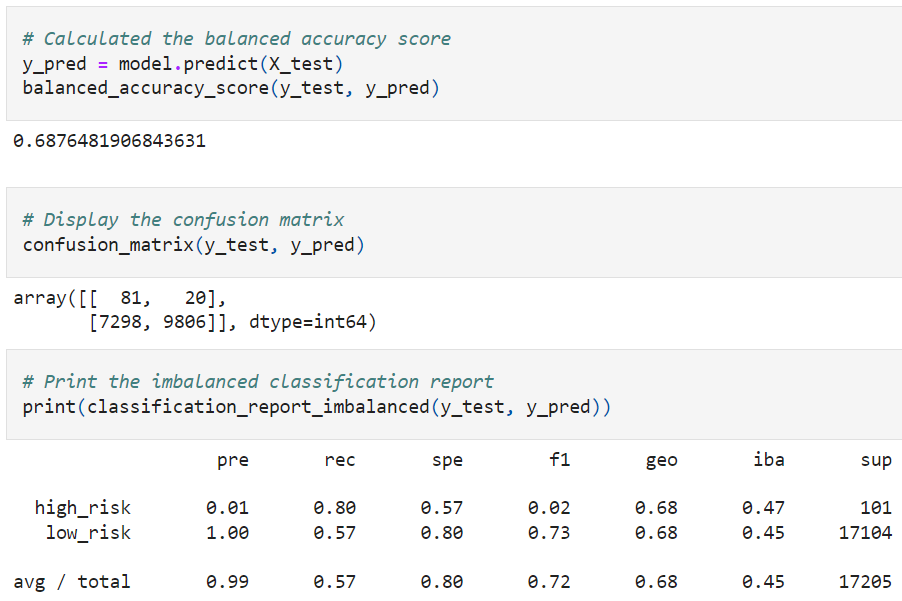 # Calculated the balanced accuracy score
y_pred = model.predict(X_test)
balanced_accuracy_score(y_test, y_pred)
0.6876481906843631
# Display the confusion matrix
confusion_matrix(y_test, y_pred)
array([[  81,   20],
       [7298, 9806]], dtype=int64)
# Print the imbalanced classification report
print(classification_report_imbalanced(y_test, y_pred))
pre rec spe f1 geo iba sup
high_risk 0.01 0.80 0.57 0.02 0.68 0.47 101
low_risk 1.00 0.57 0.80 0.73 0.68 0.45 17104
avg / total 0.99 0.57 0.80 0.72 0.68 0.45 17205